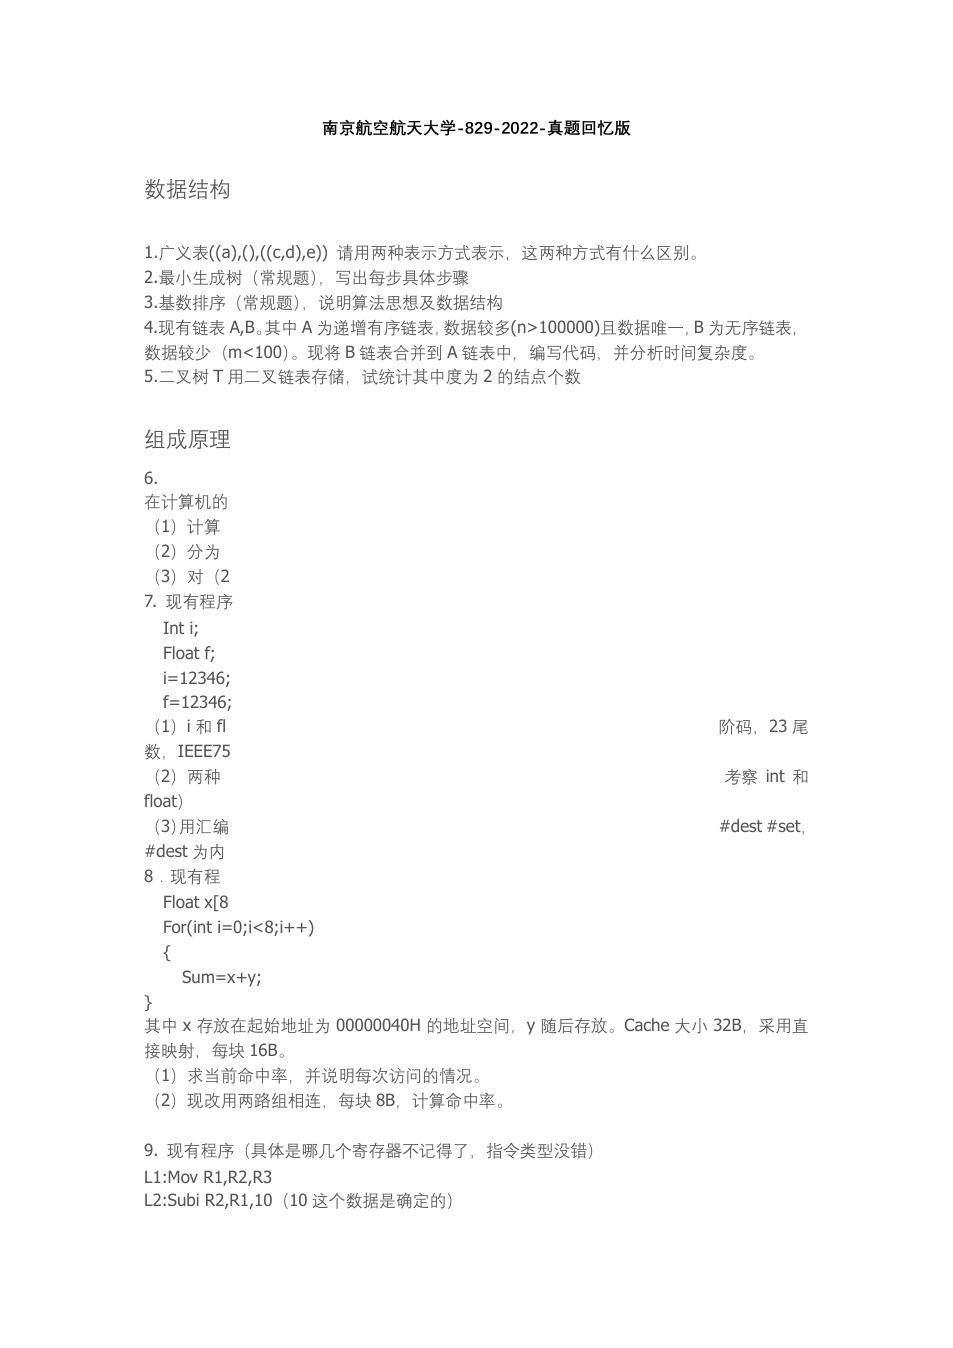 南京航空航天大学-829-2022-真题回忆版
数据结构
1.广义表((a),(),((c,d),e)) 请用两种表示方式表示，这两种方式有什么区别。
2.最小生成树（常规题），写出每步具体步骤
3.基数排序（常规题），说明算法思想及数据结构
4.现有链表 A,B。其中 A 为递增有序链表，数据较多(n>100000)且数据唯一，B 为无序链表，
数据较少（m<100）。现将 B 链表合并到 A 链表中，编写代码，并分析时间复杂度。
5.二叉树 T 用二叉链表存储，试统计其中度为 2 的结点个数
组成原理
6.
在计算机的
（1）计算
（2）分为
（3）对（2
7. 现有程序
Int i;
Float f;
i=12346;
f=12346;
（1）i 和 fl 阶码，23 尾
数，IEEE75
（2）两种 考察 int 和
float）
（3)用汇编 #dest #set，
#dest 为内
8．现有程
Float x[8
For(int i=0;i<8;i++)
{
Sum=x+y;
}
其中 x 存放在起始地址为 00000040H 的地址空间，y 随后存放。Cache 大小 32B，采用直
接映射，每块 16B。
（1）求当前命中率，并说明每次访问的情况。
（2）现改用两路组相连，每块 8B，计算命中率。
9. 现有程序（具体是哪几个寄存器不记得了，指令类型没错）
L1:Mov R1,R2,R3
L2:Subi R2,R1,10（10 这个数据是确定的）